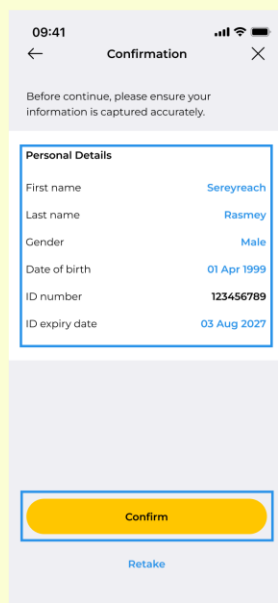 09:41
Confirmation
Before continue, please ensure your
information is captured accurately.
Personal Details
First name Sereyreach
Last name Rasmey
Gender Male
Date of birth 01 Apr 1999
ID number 123456789
ID expiry date 03 Aug 2027
Confirm
Retake